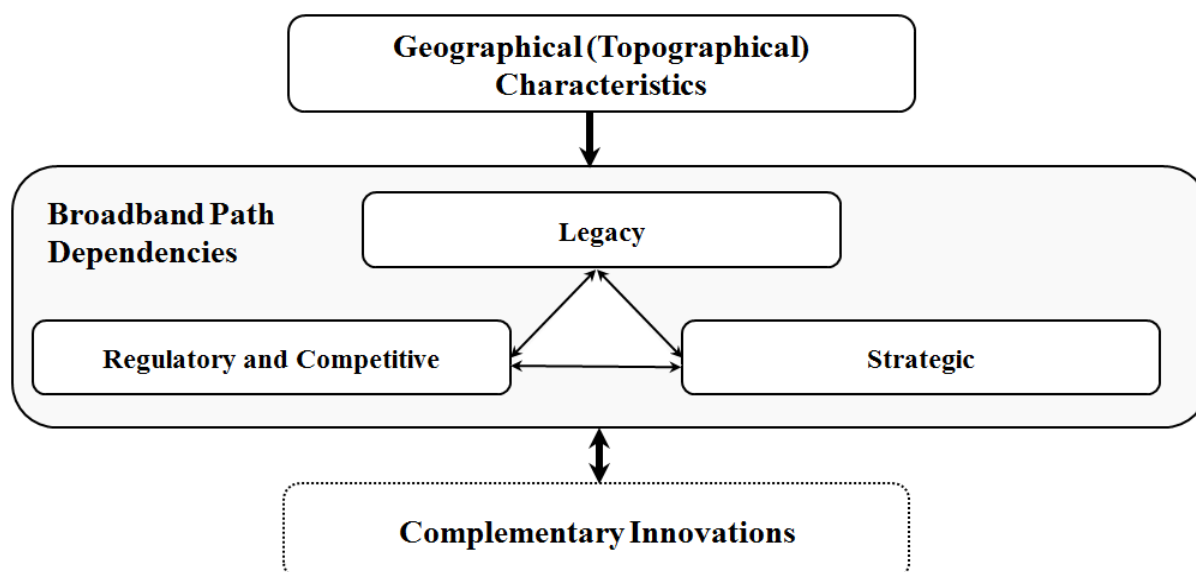 Geographical (Topographical)
Characteristics
Broadband Path
Dependencies
Legacy
Regulatory and Competitive
Strategic
Complementary Innovations